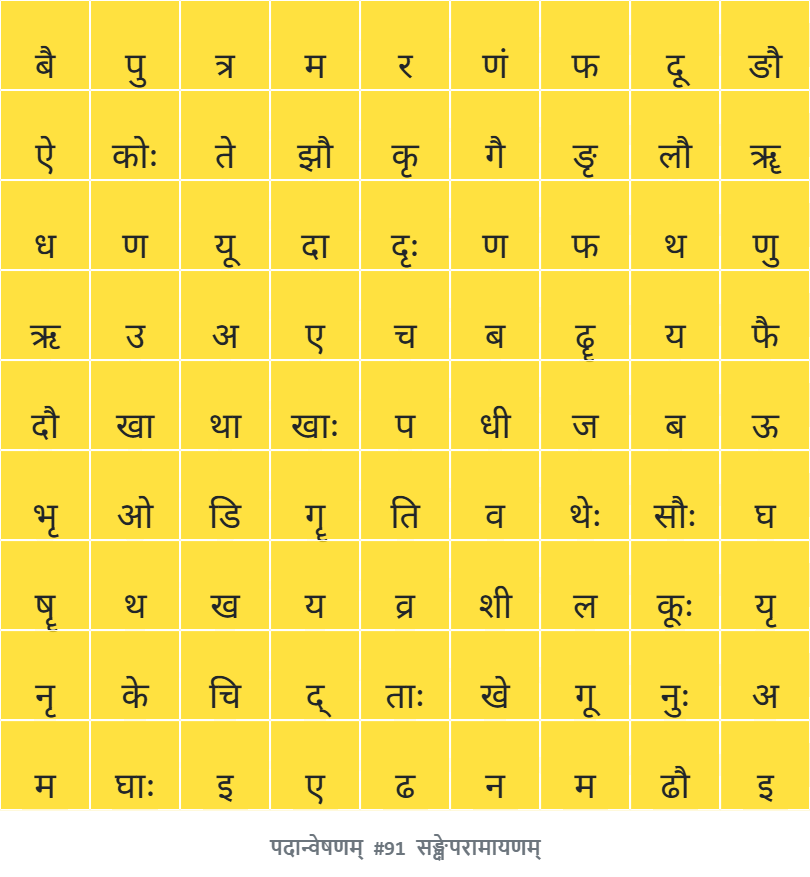 बै पु त्र म र णं फ दू ङौ
ऐ कोः ते झौ कृ गै ङृ लौ ॠ
ध ण यू दा दृः ण फ थ णु
ऋ उ अ ए च ब ढॄ य फै
दौ खा था खाः प धी ज ब ऊ
भृ ओ डि गॄ ति व थेः सौः घ
षॄ थ ख य व्र शी ल कूः यृ
नृ के चि द् ताः खे गू नुः अ
म घाः इ ए ढ न म ढौ इ
पदान्वेषणम् #91 सङ्क्षेपरामायणम्